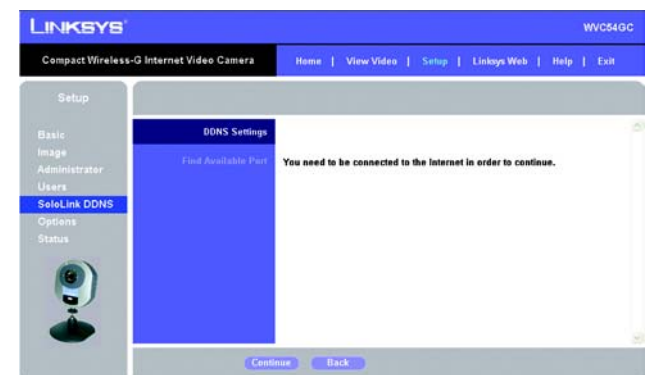 LINKSYS®
WVC54GC
Compact Wireless-G Internet Video Camera
Home | View Video | Setup | Linksys Web | Help | Exit
Setup
Basic
Image
Administrator
Users
SoloLink DDNS
Options
Status
DDNS Settings
Find Available Port
You need to be connected to the Internet in order to continue.
Continue
Back